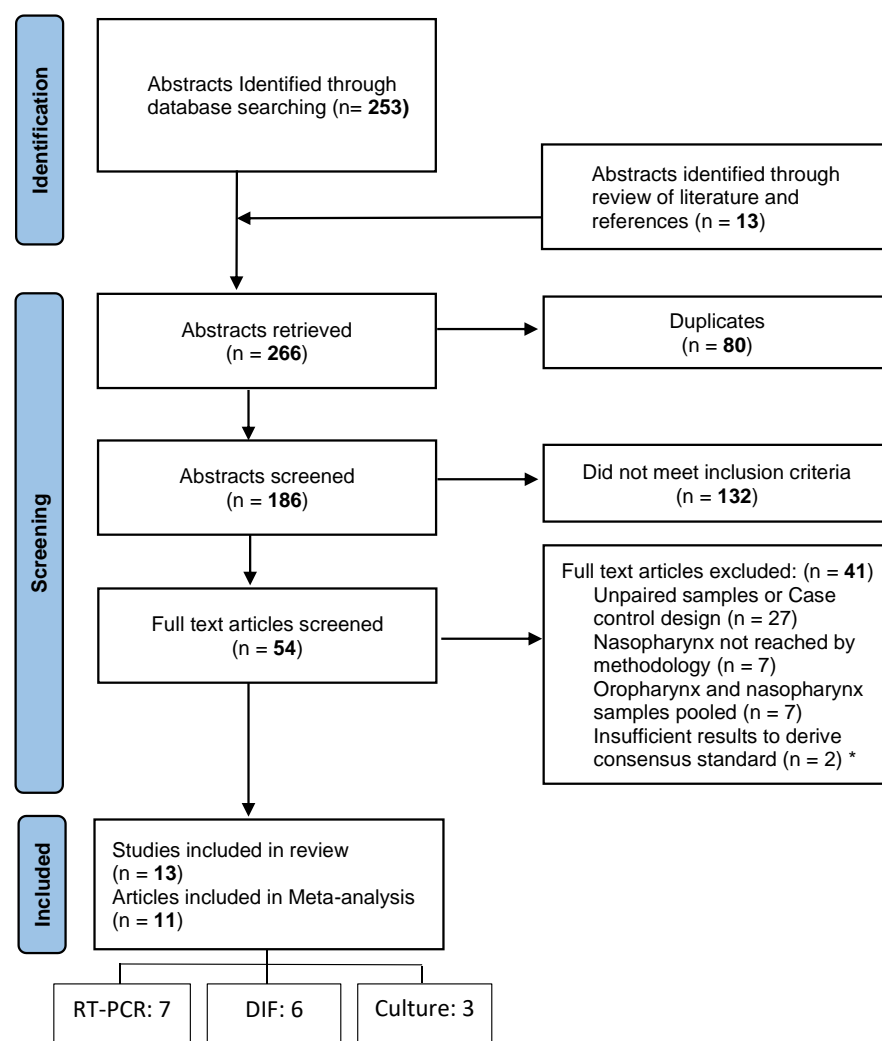 Identification
Abstracts Identified through
database searching (n= 253)
Abstracts identified through
review of literature and
references (n = 13)
Screening
Abstracts retrieved
(n = 266)
Duplicates
(n = 80)
Abstracts screened
(n = 186)
Did not meet inclusion criteria
(n = 132)
Full text articles screened
(n = 54)
Full text articles excluded: (n = 41)
Unpaired samples or Case
control design (n = 27)
Nasopharynx not reached by
methodology (n = 7)
Oropharynx and nasopharynx
samples pooled (n = 7)
Insufficient results to derive
consensus standard (n = 2) *
Included
Studies included in review
(n = 13)
Articles included in Meta-analysis
(n = 11)
RT-PCR: 7
DIF: 6
Culture: 3